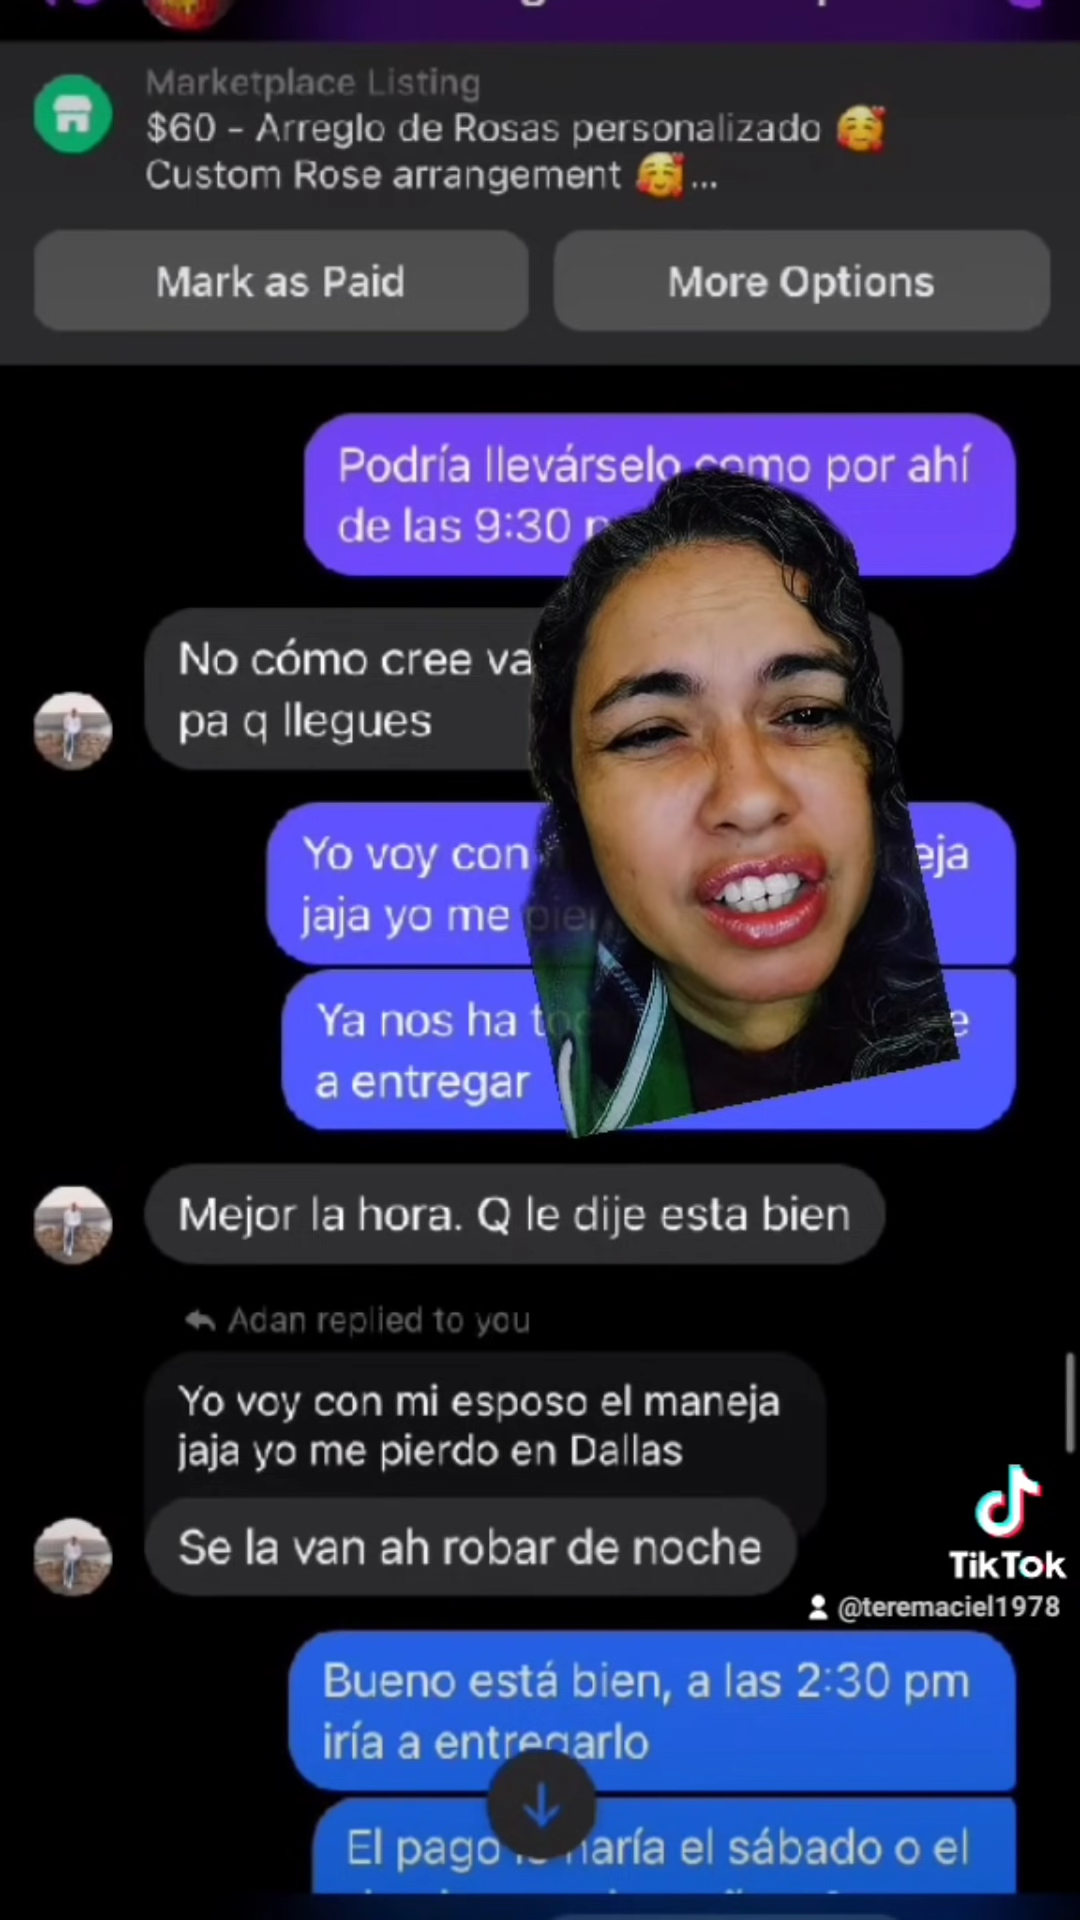 Marketplace Listing
$60 - Arreglo de Rosas personalizado 🥰
Custom Rose arrangement 🥰...
Mark as Paid
More Options
Podría llevárselo como por ahí
de las 9:30
No cómo cree
pa q llegues
Yo voy con
jaja yo me
Ya nos ha
a entregar
Mejor la hora. Q le dije esta bien
Adan replied to you
Yo voy con mi esposo el maneja
jaja yo me pierdo en Dallas
Se la van ah robar de noche
TikTok
@teremaciel1978
Bueno está bien, a las 2:30 pm
iría a entregarlo
El pago el sábado o el